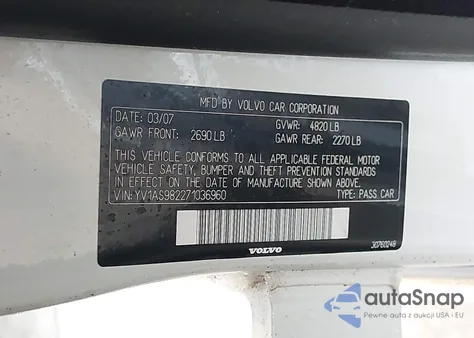 MFD BY VOLVO CAR CORPORATION
DATE: 03/07 GVWR: 4820 LB
GAWR FRONT: 2690 LB GAWR REAR: 2270 LB
THIS VEHICLE CONFORMS TO ALL APPLICABLE FEDERAL MOTOR
VEHICLE SAFETY, BUMPER AND THEFT PREVENTION STANDARDS
IN EFFECT ON THE DATE OF MANUFACTURE SHOWN ABOVE.
VIN: YV1AS982271036960 TYPE: PASS CAR
VOLVO 30760249
autoSnap
Pewne auta z aukcji USA i EU